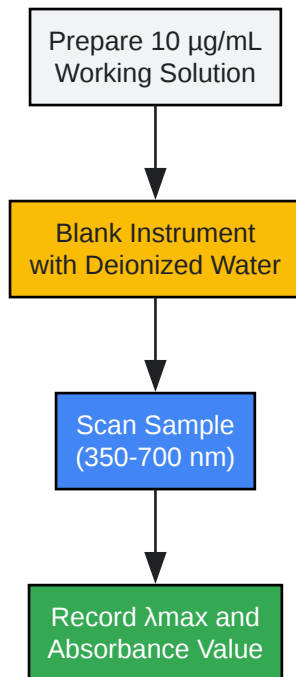 Prepare 10 µg/mL
Working Solution
Blank Instrument
with Deionized Water
Scan Sample
(350-700 nm)
Record λmax and
Absorbance Value